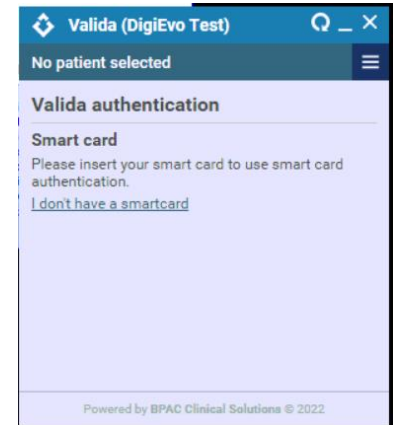 Valida (DigiEvo Test)
No patient selected
Valida authentication
Smart card
Please insert your smart card to use smart card
authentication.
I don't have a smartcard
Powered by BPAC Clinical Solutions © 2022